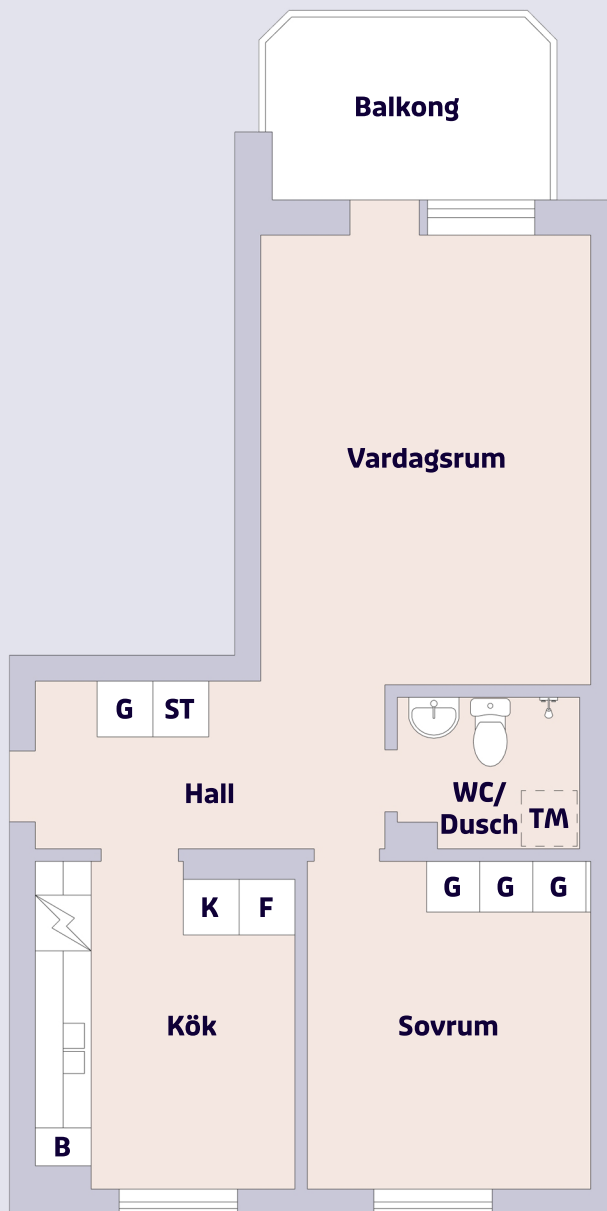 Balkong
Vardagsrum
G
ST
Hall
WC/
Dusch
TM
K
F
G
G
G
Kök
Sovrum
B